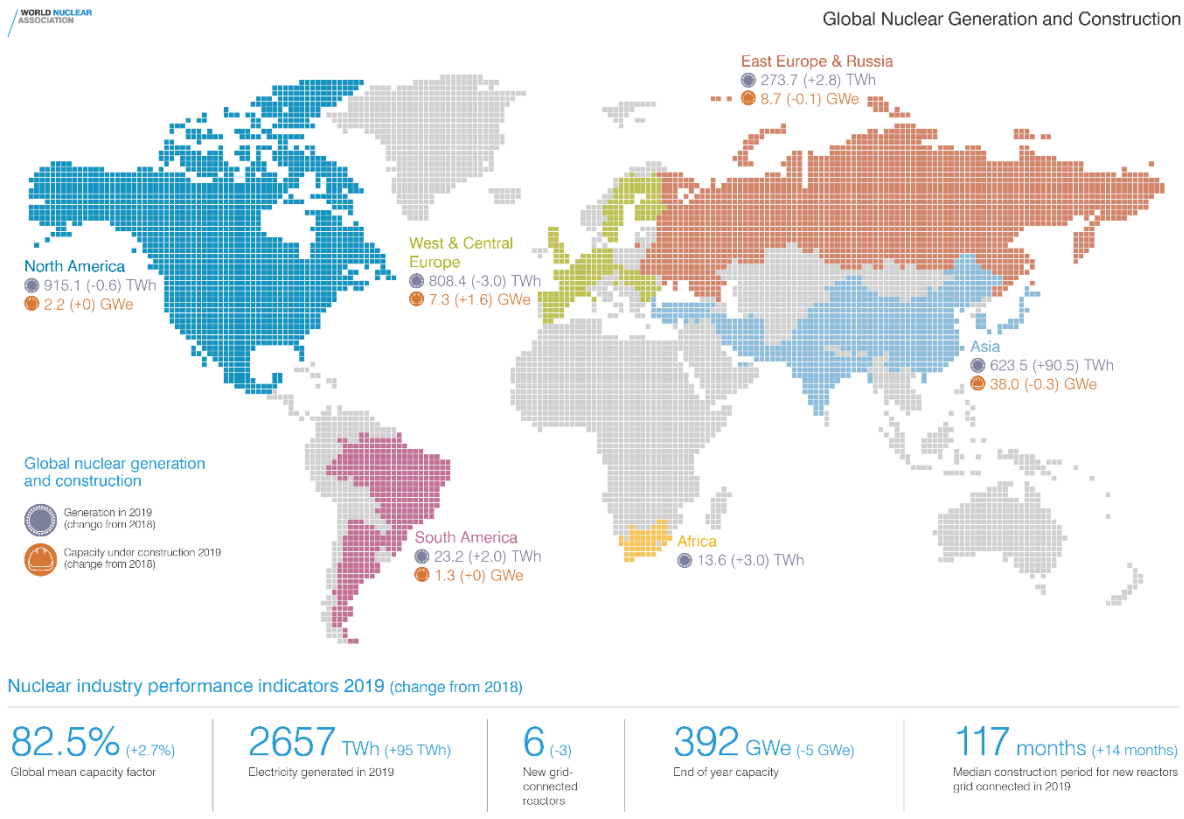 WORLD NUCLEAR
ASSOCIATION
Global Nuclear Generation and Construction
East Europe & Russia
273.7 (+2.8) TWh
8.7 (-0.1) GWe
West & Central
Europe
808.4 (-3.0) TWh
7.3 (+1.6) GWe
North America
915.1 (-0.6) TWh
2.2 (+0) GWe
Asia
623.5 (+90.5) TWh
38.0 (-0.3) GWe
Global nuclear generation
and construction
Generation in 2019
(change from 2018)
Capacity under construction 2019
(change from 2018)
South America
23.2 (+2.0) TWh
1.3 (+0) GWe
Africa
13.6 (+3.0) TWh
Nuclear industry performance indicators 2019 (change from 2018)
82.5% (+2.7%)
Global mean capacity factor
2657 TWh (+95 TWh)
Electricity generated in 2019
6 (-3)
New grid-
connected
reactors
392 GWe (-5 GWe)
End of year capacity
117 months (+14 months)
Median construction period for new reactors
grid connected in 2019